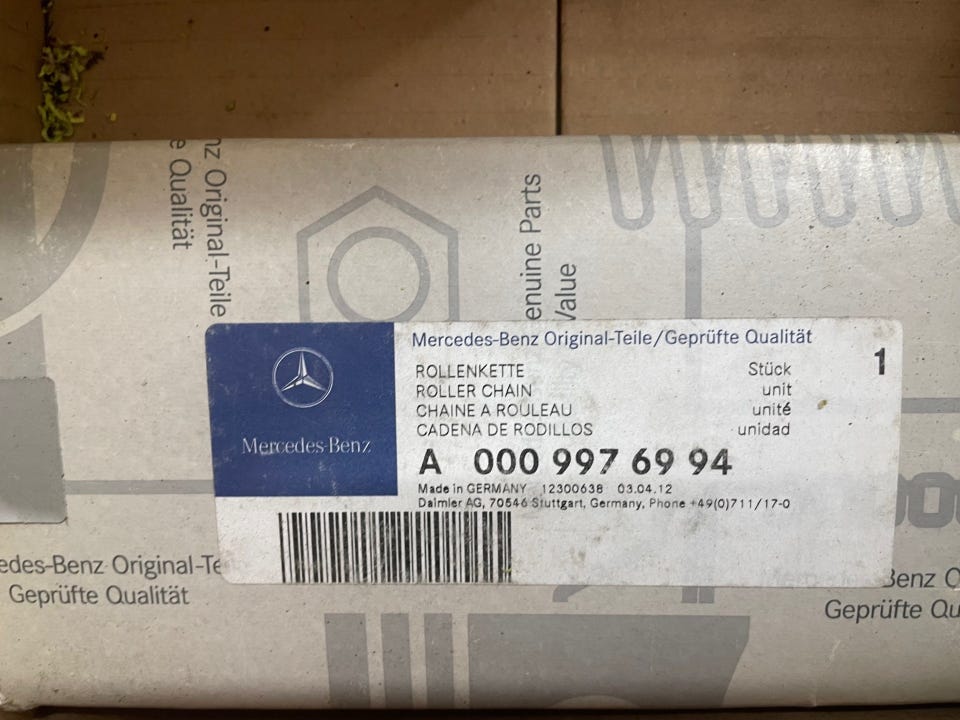 nz Original-Teile
e Qualität
enuine Parts
Value
Mercedes-Benz Original-Teile/Geprüfte Qualität
ROLLENKETTE Stück 1
ROLLER CHAIN unit
CHAINE A ROULEAU unité
CADENA DE RODILLOS unidad
Mercedes-Benz
A 000 997 69 94
Made in GERMANY 12300638 03.04.12
Daimler AG, 70546 Stuttgart, Germany, Phone +49(0)711/17-0
edes-Benz Original-Te
Geprüfte Qualität
Benz O
Geprüfte Qu